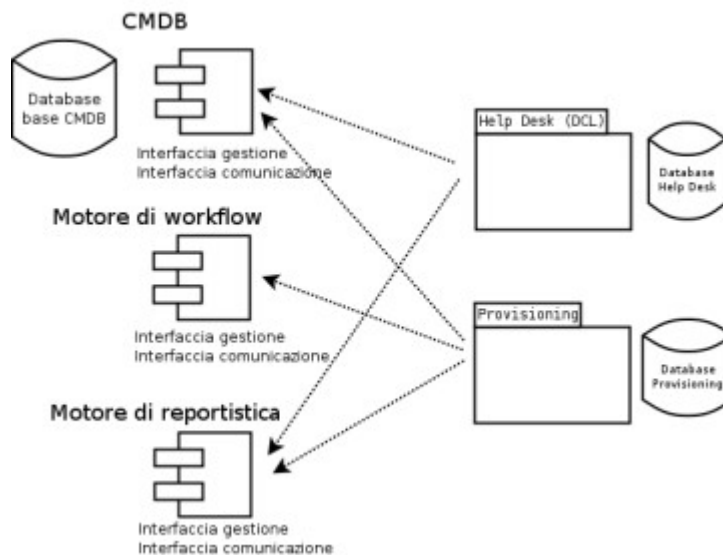 CMDB
Database
base CMDB
Interfaccia gestione
Interfaccia comunicazione
Help Desk (DCL)
Database
Help Desk
Motore di workflow
Interfaccia gestione
Interfaccia comunicazione
Provisioning
Database
Provisioning
Motore di reportistica
Interfaccia gestione
Interfaccia comunicazione